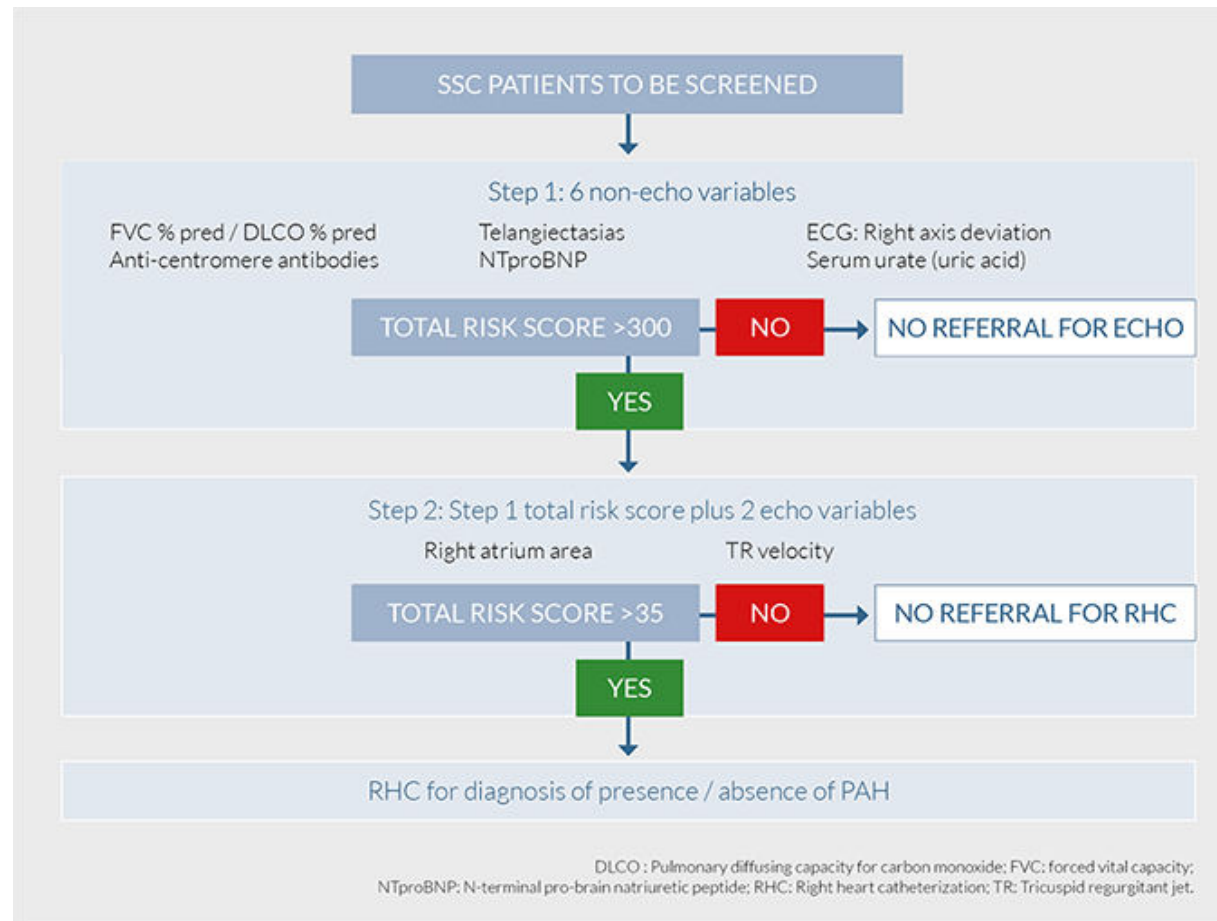 SSC PATIENTS TO BE SCREENED
Step 1: 6 non-echo variables
FVC % pred / DLCO % pred
Anti-centromere antibodies
Telangiectasias
NTproBNP
ECG: Right axis deviation
Serum urate (uric acid)
TOTAL RISK SCORE >300
NO
NO REFERRAL FOR ECHO
YES
Step 2: Step 1 total risk score plus 2 echo variables
Right atrium area
TR velocity
TOTAL RISK SCORE >35
NO
NO REFERRAL FOR RHC
YES
RHC for diagnosis of presence / absence of PAH
DLCO : Pulmonary diffusing capacity for carbon monoxide; FVC: forced vital capacity;
NTproBNP: N-terminal pro-brain natriuretic peptide; RHC: Right heart catheterization; TR: Tricuspid regurgitant jet.